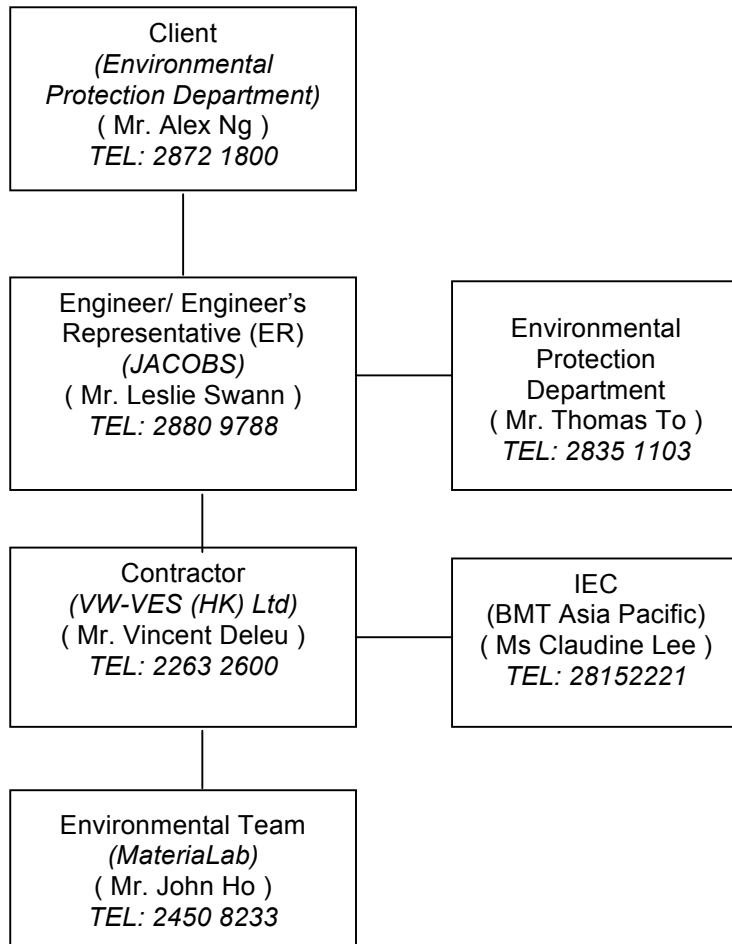 Client
(Environmental
Protection Department)
( Mr. Alex Ng )
TEL: 2872 1800
Engineer/ Engineer’s
Representative (ER)
(JACOBS)
( Mr. Leslie Swann )
TEL: 2880 9788
Environmental
Protection
Department
( Mr. Thomas To )
TEL: 2835 1103
Contractor
(VW-VES (HK) Ltd)
( Mr. Vincent Deleu )
TEL: 2263 2600
IEC
(BMT Asia Pacific)
( Ms Claudine Lee )
TEL: 28152221
Environmental Team
(MateriaLab)
( Mr. John Ho )
TEL: 2450 8233